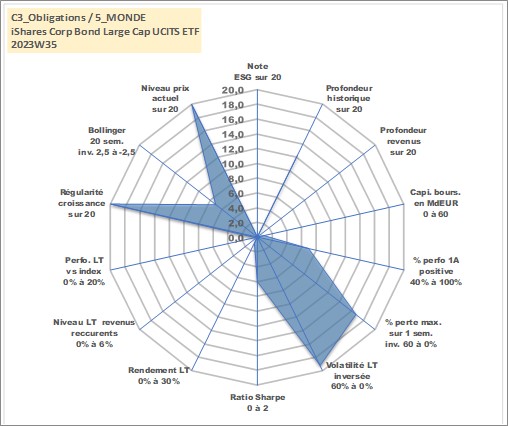 C3_Obligations / 5_MONDE
iShares Corp Bond Large Cap UCITS ETF
2023W35
Note
ESG sur 20
Profondeur
historique
sur 20
Profondeur
revenus
sur 20
Capi. bours.
en MdEUR
0 à 60
% perfo 1A
positive
40% à 100%
% perte max.
sur 1 sem.
inv. 60 à 0%
Volatilité LT
inversée
60% à 0%
Ratio Sharpe
0 à 2
Rendement LT
0% à 30%
Niveau LT revenus
reccurents
0% à 6%
Perfo. LT
vs index
0% à 20%
Régularité
croissance
sur 20
Bollinger
20 sem.
inv. 2,5 à -2,5
Niveau prix
actuel
sur 20
20,0
18,0
16,0
14,0
12,0
10,0
8,0
6,0
4,0
2,0
0,0